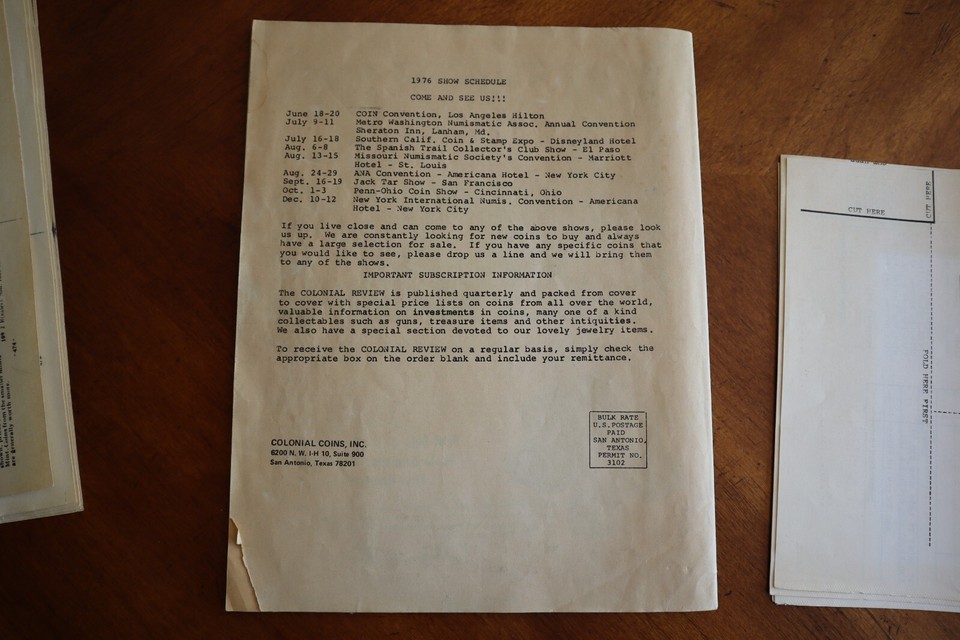 1976 SHOW SCHEDULE
COME AND SEE US!!!
June 18-20 COIN Convention, Los Angeles Hilton
July 9-11 Metro Washington Numismatic Assoc. Annual Convention
Sheraton Inn, Lanham, Md.
July 16-18 Southern Calif. Coin & Stamp Expo - Disneyland Hotel
Aug. 6-8 The Spanish Trail Collector's Club Show - El Paso
Aug. 13-15 Missouri Numismatic Society's Convention - Marriott
Hotel - St. Louis
Aug. 24-29 ANA Convention - Americana Hotel - New York City
Sept. 16-19 Jack Tar Show - San Francisco
Oct. 1-3 Penn-Ohio Coin Show - Cincinnati, Ohio
Dec. 10-12 New York International Numis. Convention - Americana
Hotel - New York City
If you live close and can come to any of the above shows, please look
us up. We are constantly looking for new coins to buy and always
have a large selection for sale. If you have any specific coins that
you would like to see, please drop us a line and we will bring them
to any of the shows.
IMPORTANT SUBSCRIPTION INFORMATION
The COLONIAL REVIEW is published quarterly and packed from cover
to cover with special price lists on coins from all over the world,
valuable information on investments in coins, many one of a kind
collectables such as guns, treasure items and other intiquities.
We also have a special section devoted to our lovely jewelry items.
To receive the COLONIAL REVIEW on a regular basis, simply check the
appropriate box on the order blank and include your remittance.
COLONIAL COINS, INC.
6200 N. W. I-H 10, Suite 900
San Antonio, Texas 78201
BULK RATE
U.S. POSTAGE
PAID
SAN ANTONIO,
TEXAS
PERMIT NO.
3102
CUT HERE
CUT HERE
FOLD HERE FIRST
are generally worth more.